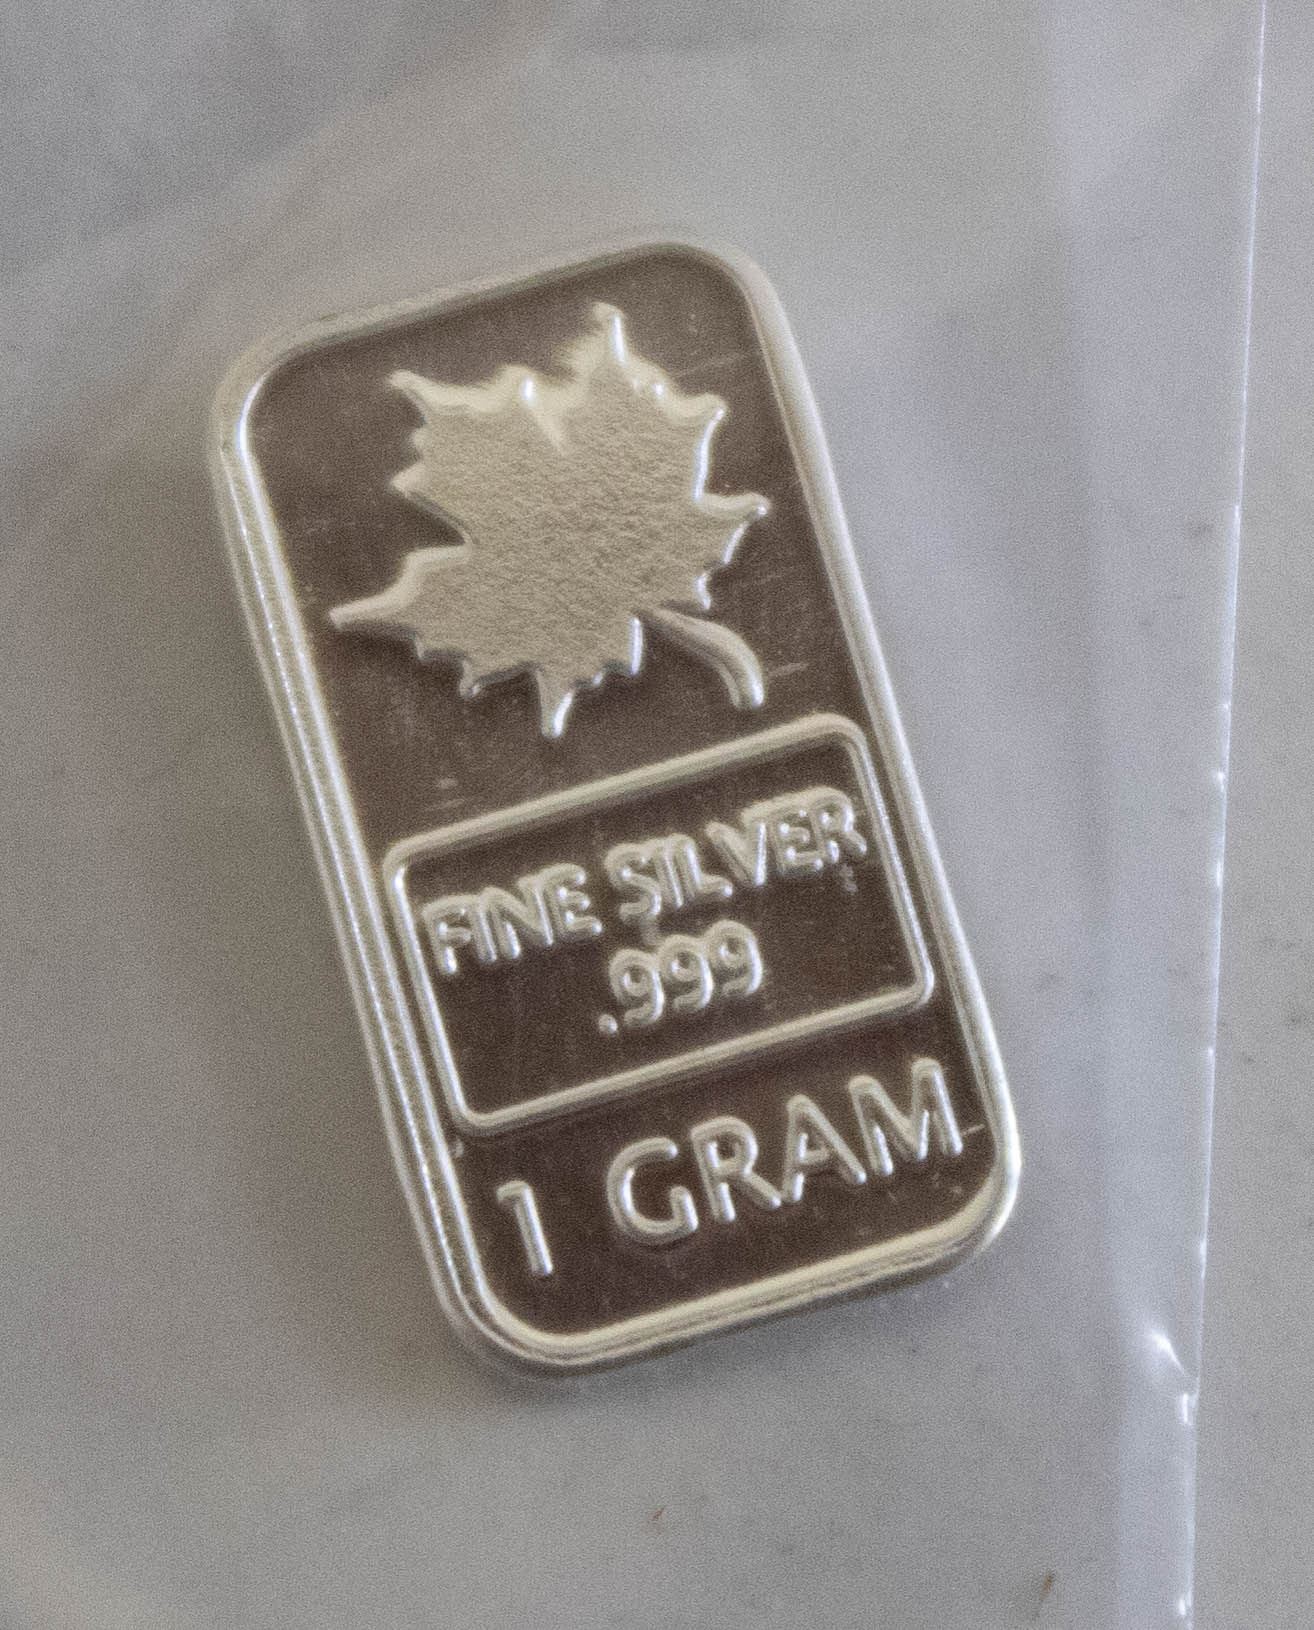 FINE SILVER
.999
1 GRAM